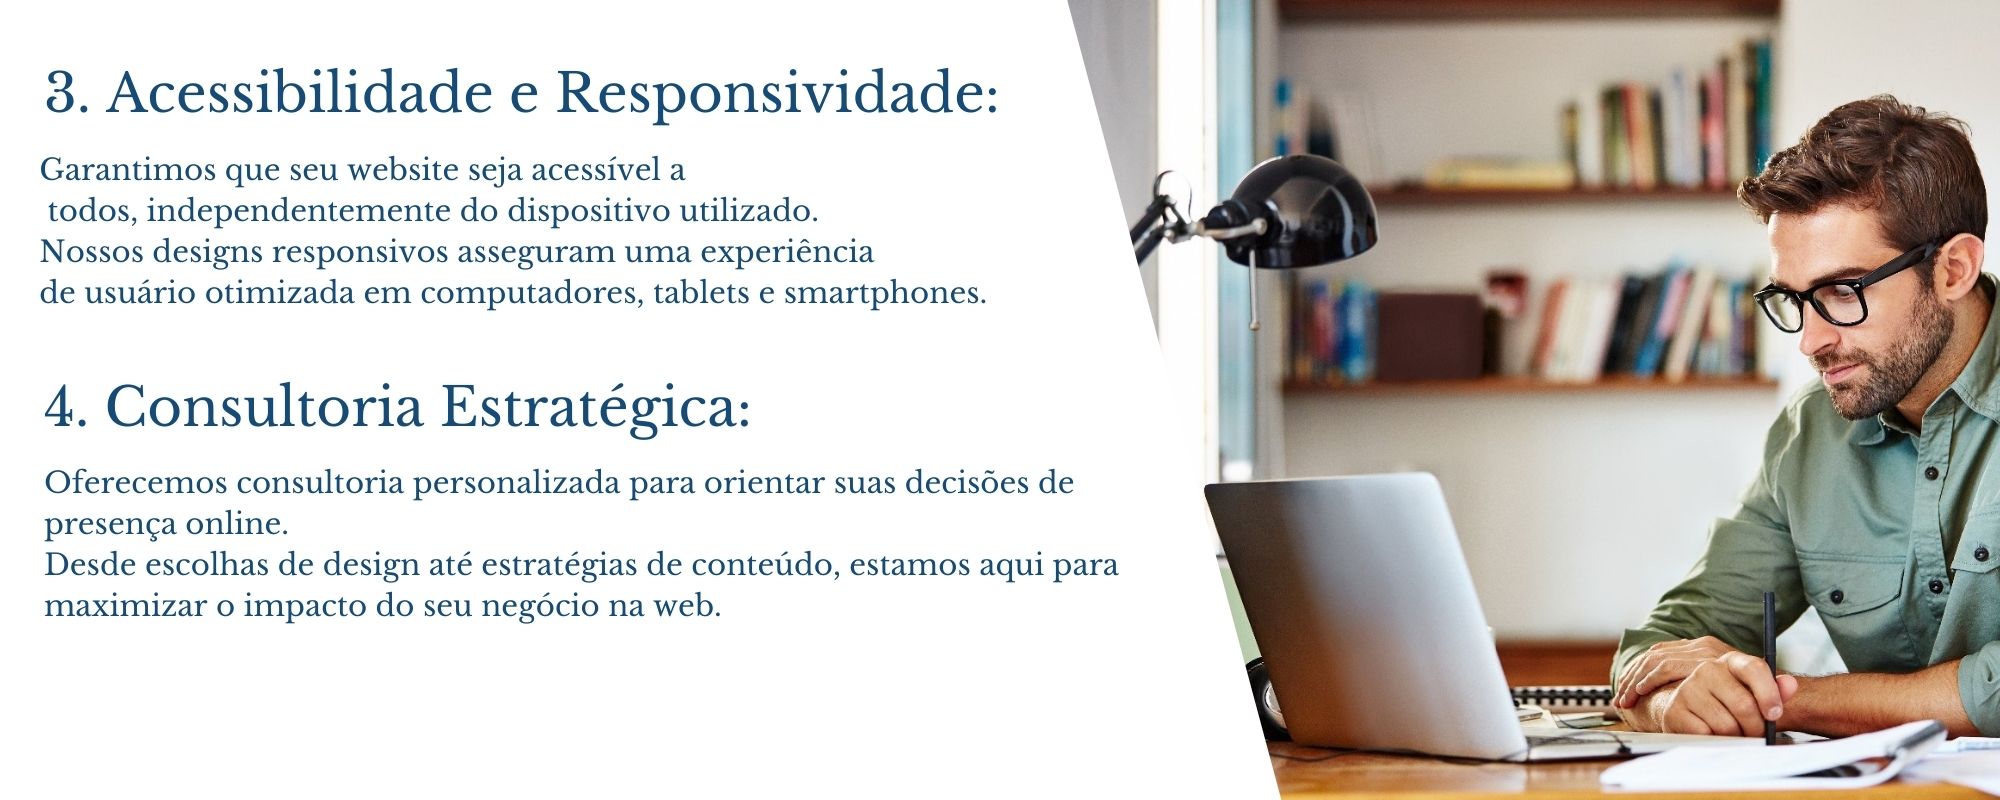 3. Acessibilidade e Responsividade:
Garantimos que seu website seja acessível a
todos, independentemente do dispositivo utilizado.
Nossos designs responsivos asseguram uma experiência
de usuário otimizada em computadores, tablets e smartphones.
4. Consultoria Estratégica:
Oferecemos consultoria personalizada para orientar suas decisões de
presença online.
Desde escolhas de design até estratégias de conteúdo, estamos aqui para
maximizar o impacto do seu negócio na web.